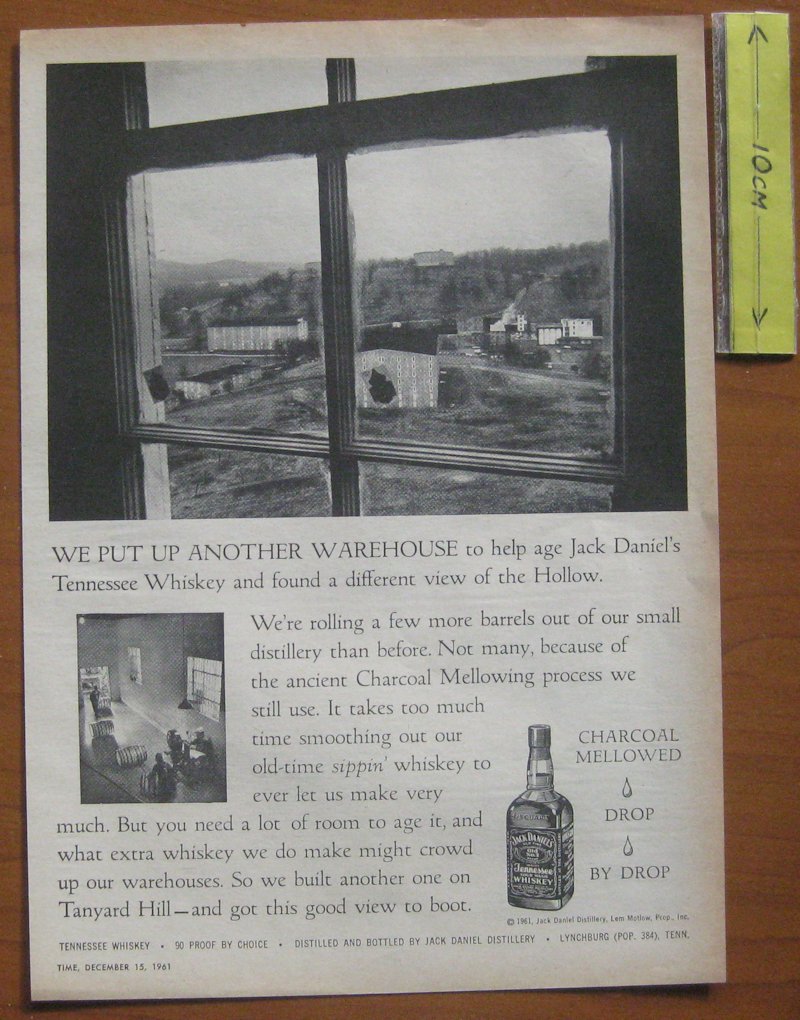 10CM
WE PUT UP ANOTHER WAREHOUSE to help age Jack Daniel's
Tennessee Whiskey and found a different view of the Hollow.
We're rolling a few more barrels out of our small
distillery than before. Not many, because of
the ancient Charcoal Mellowing process we
still use. It takes too much
time smoothing out our
old-time sippin' whiskey to
ever let us make very
much. But you need a lot of room to age it, and
what extra whiskey we do make might crowd
up our warehouses. So we built another one on
Tanyard Hill—and got this good view to boot.
CHARCOAL
MELLOWED
DROP
BY DROP
JACK DANIEL'S
Tennessee
WHISKEY
© 1961, Jack Daniel Distillery, Lem Motlow, Prop., Inc.
TENNESSEE WHISKEY • 90 PROOF BY CHOICE • DISTILLED AND BOTTLED BY JACK DANIEL DISTILLERY • LYNCHBURG (POP. 384), TENN.
TIME, DECEMBER 15, 1961